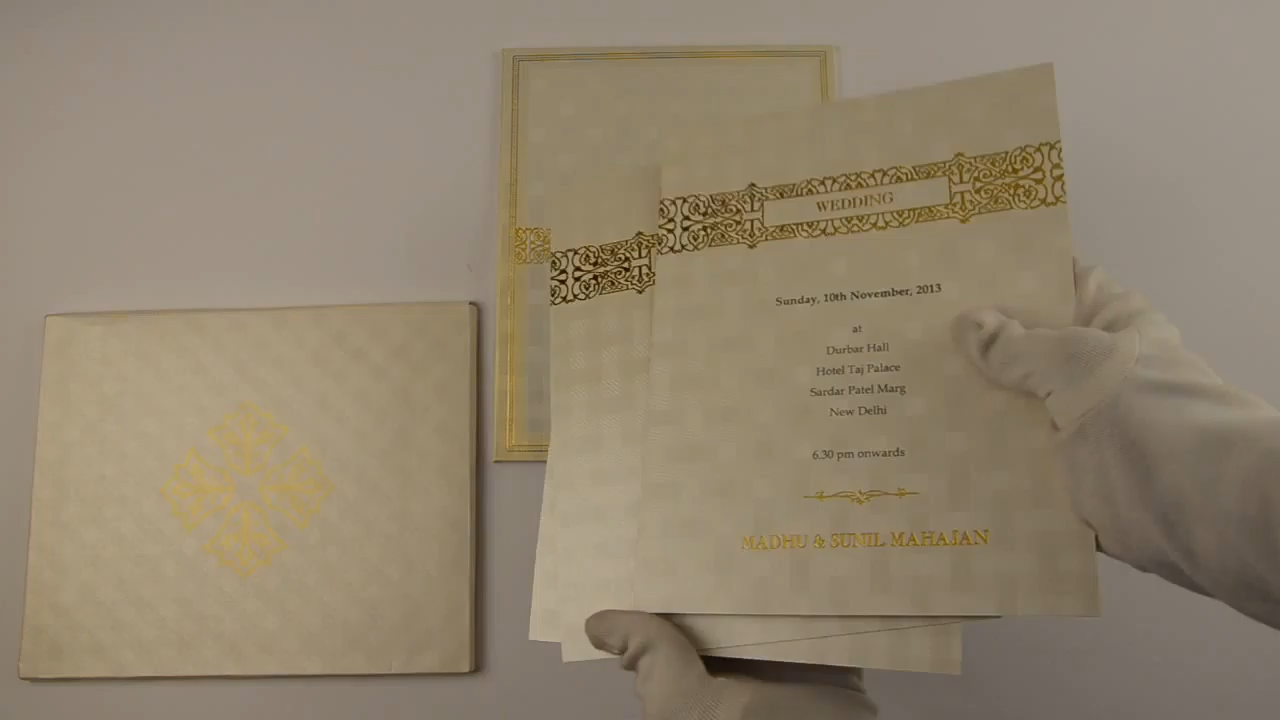 WEDDING
Sunday, 10th November, 2013
at
Durbar Hall
Hotel Taj Palace
Sardar Patel Marg
New Delhi
6.30 pm onwards
MADHU & SUNIL MAHAJAN